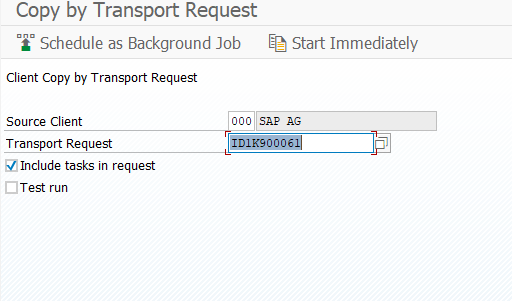 Copy by Transport Request
Schedule as Background Job Start Immediately
Client Copy by Transport Request
Source Client 000 SAP AG
Transport Request ID1K900061
Include tasks in request
Test run